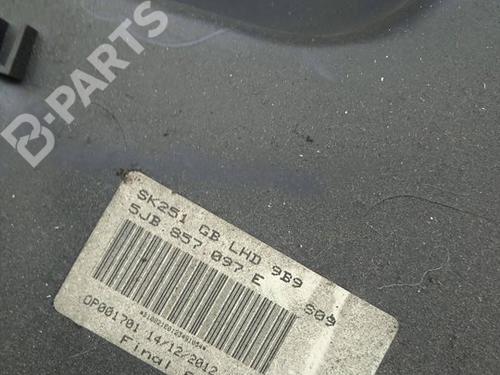 B-PARTS
SK251 GB LHD 9B9
5JB 857 097 E S09
OP001701 14/12/2012
Final